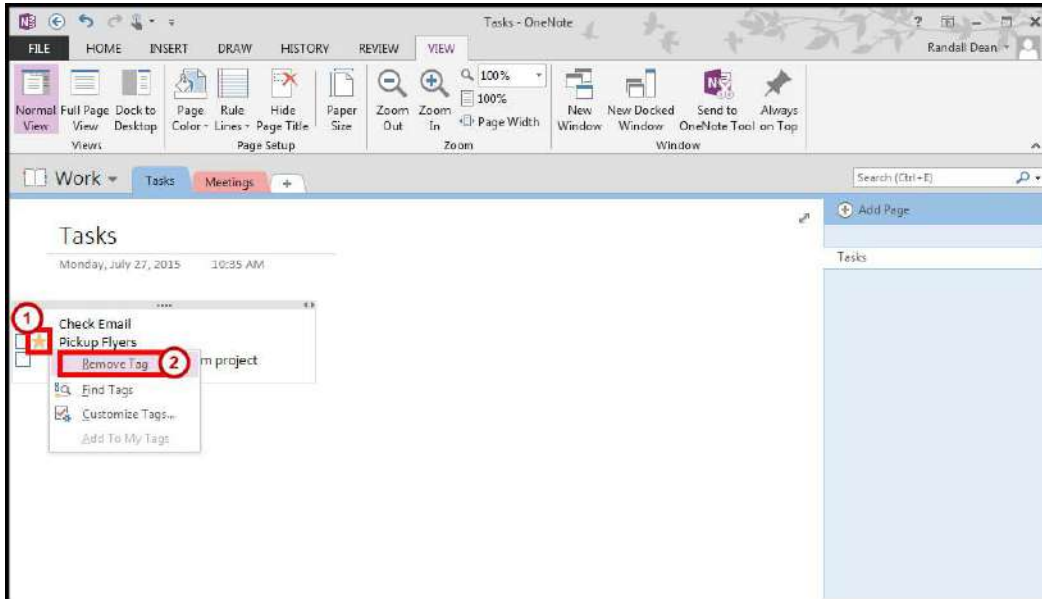 Tasks - OneNote
?
FILE HOME INSERT DRAW HISTORY REVIEW VIEW
Randall Dean
Normal View
Full Page View
Dock to Desktop
Views
Page Color
Rule Lines
Hide Page Title
Paper Size
Page Setup
Zoom Out
Zoom In
100%
100%
Page Width
Zoom
New Window
New Docked Window
Send to OneNote Tool
Always on Top
Window
Work
Tasks
Meetings
+
Search (Ctrl+E)
Add Page
Tasks
Tasks
Monday, July 27, 2015 10:35 AM
1
Check Email
Pickup Flyers
Remove Tag 2
m project
Find Tags
Customize Tags...
Add To My Tags